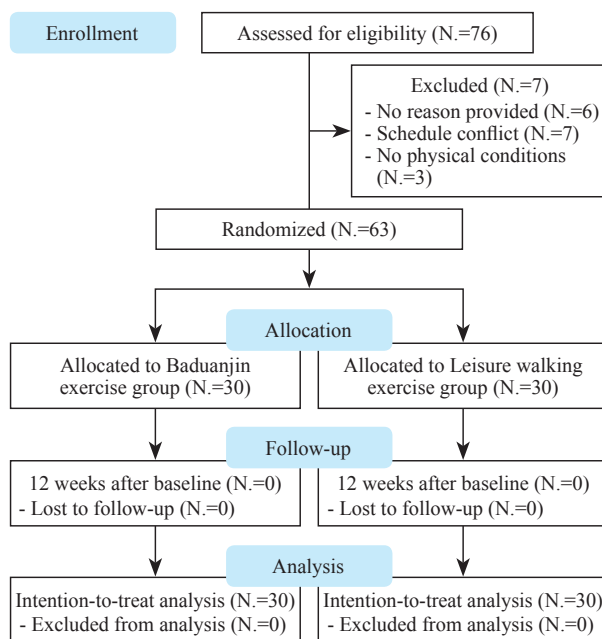 Enrollment
Assessed for eligibility (N.=76)
Excluded (N.=7)
- No reason provided (N.=6)
- Schedule conflict (N.=7)
- No physical conditions
(N.=3)
Randomized (N.=63)
Allocation
Allocated to Baduanjin
exercise group (N.=30)
Allocated to Leisure walking
exercise group (N.=30)
Follow-up
12 weeks after baseline (N.=0)
- Lost to follow-up (N.=0)
12 weeks after baseline (N.=0)
- Lost to follow-up (N.=0)
Analysis
Intention-to-treat analysis (N.=30)
- Excluded from analysis (N.=0)
Intention-to-treat analysis (N.=30)
- Excluded from analysis (N.=0)